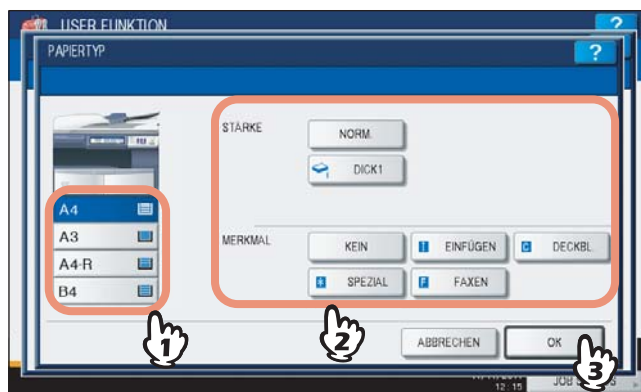 USER FUNKTION
?
PAPIERTYP
?
STÄRKE
NORM.
DICK1
A4
A3
A4-R
B4
MERKMAL
KEIN
EINFÜGEN
DECKBL.
SPEZIAL
FAXEN
ABBRECHEN
OK
1
2
3
12:15